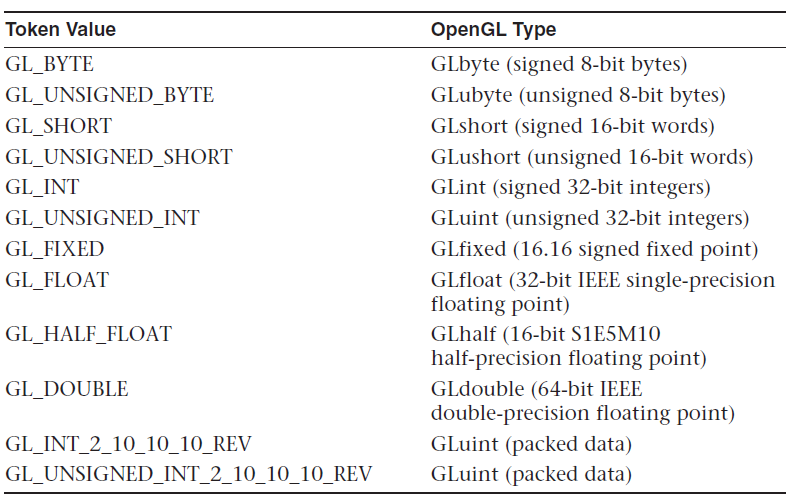 Token Value OpenGL Type
GL_BYTE GLbyte (signed 8-bit bytes)
GL_UNSIGNED_BYTE GLubyte (unsigned 8-bit bytes)
GL_SHORT GLshort (signed 16-bit words)
GL_UNSIGNED_SHORT GLushort (unsigned 16-bit words)
GL_INT GLint (signed 32-bit integers)
GL_UNSIGNED_INT GLuint (unsigned 32-bit integers)
GL_FIXED GLfixed (16.16 signed fixed point)
GL_FLOAT GLfloat (32-bit IEEE single-precision
floating point)
GL_HALF_FLOAT GLhalf (16-bit S1E5M10
half-precision floating point)
GL_DOUBLE GLdouble (64-bit IEEE
double-precision floating point)
GL_INT_2_10_10_10_REV GLuint (packed data)
GL_UNSIGNED_INT_2_10_10_10_REV GLuint (packed data)